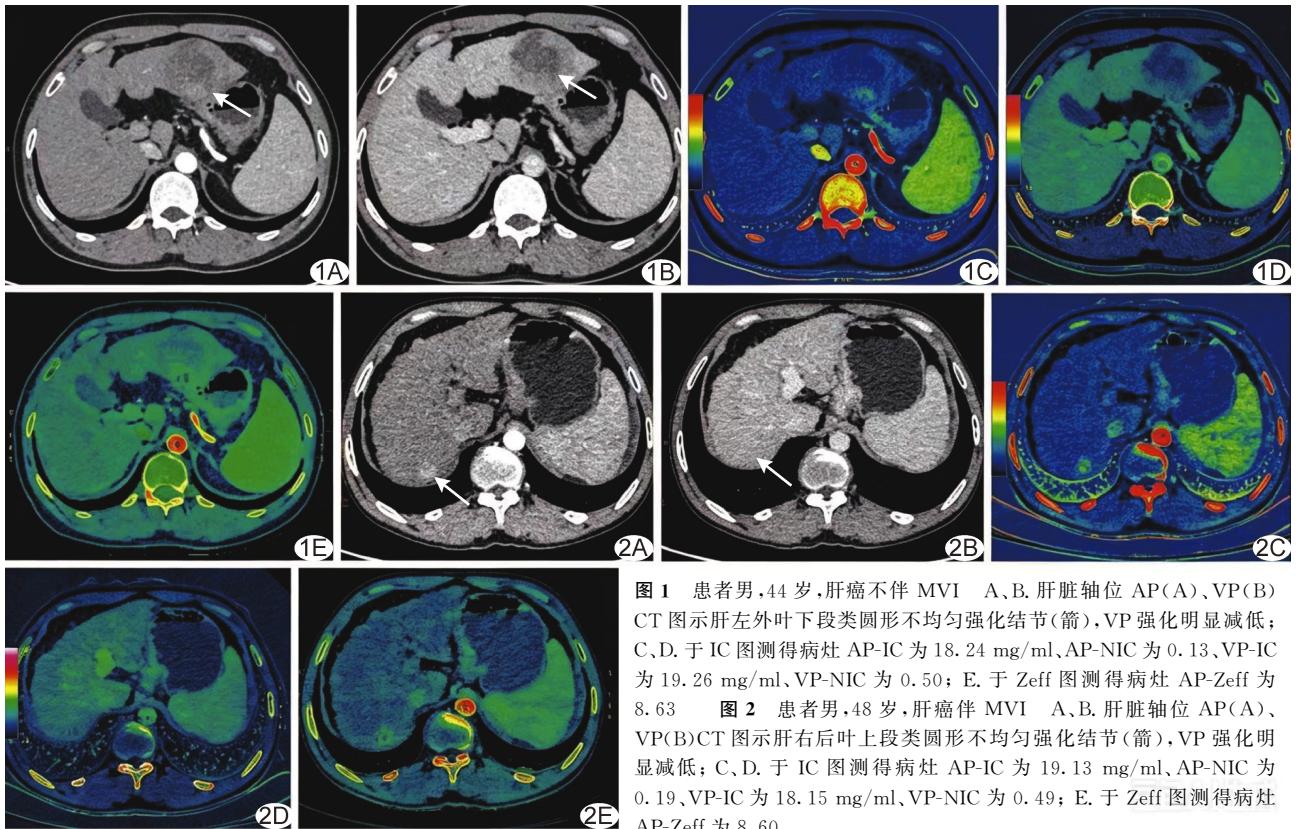 1A
1B
1C
1D
1E
2A
2B
2C
2D
2E
图 1 患者男,44 岁,肝癌不伴 MVI A、B. 肝脏轴位 AP(A)、VP(B)
CT 图示肝左外叶下段类圆形不均匀强化结节(箭),VP 强化明显减低;
C、D. 于 IC 图测得病灶 AP-IC 为 18.24 mg/ml、AP-NIC 为 0.13、VP-IC
为 19.26 mg/ml、VP-NIC 为 0.50; E. 于 Zeff 图测得病灶 AP-Zeff 为
8.63 图 2 患者男,48 岁,肝癌伴 MVI A、B. 肝脏轴位 AP(A)、
VP(B)CT 图示肝右后叶上段类圆形不均匀强化结节(箭),VP 强化明
显减低; C、D. 于 IC 图测得病灶 AP-IC 为 19.13 mg/ml、AP-NIC 为
0.19、VP-IC 为 18.15 mg/ml、VP-NIC 为 0.49; E. 于 Zeff 图测得病灶
AP-Zeff 为 8.60